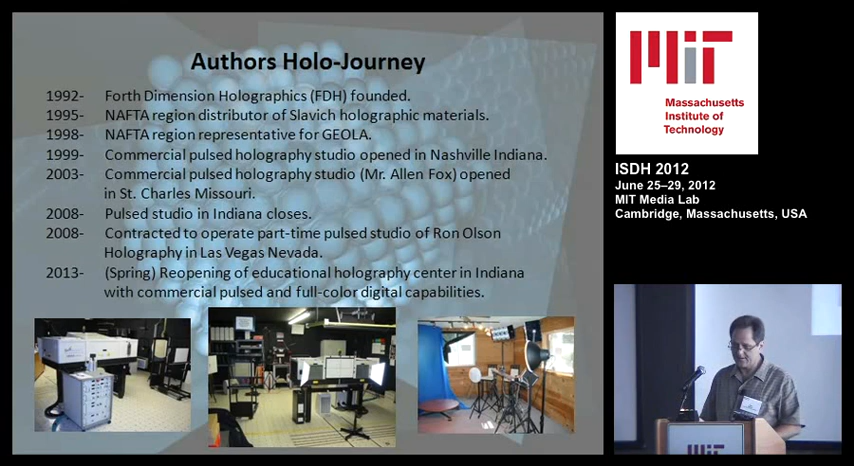 Authors Holo-Journey
1992- Forth Dimension Holographics (FDH) founded.
1995- NAFTA region distributor of Slavich holographic materials.
1998- NAFTA region representative for GEOLA.
1999- Commercial pulsed holography studio opened in Nashville Indiana.
2003- Commercial pulsed holography studio (Mr. Allen Fox) opened
in St. Charles Missouri.
2008- Pulsed studio in Indiana closes.
2008- Contracted to operate part-time pulsed studio of Ron Olson
Holography in Las Vegas Nevada.
2013- (Spring) Reopening of educational holography center in Indiana
with commercial pulsed and full-color digital capabilities.
MIT
Massachusetts
Institute of
Technology
ISDH 2012
June 25–29, 2012
MIT Media Lab
Cambridge, Massachusetts, USA
MIT